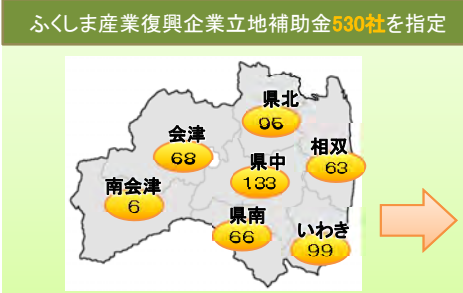 ふくしま産業復興企業立地補助金530社を指定
県北
95
会津
68
相双
63
県中
133
南会津
6
県南
66
いわき
99